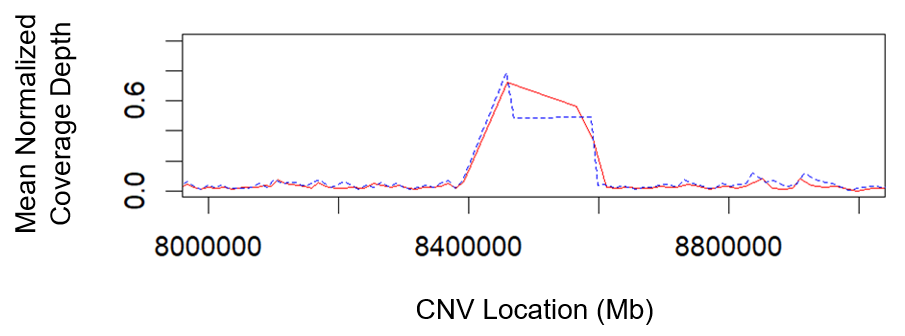 Mean Normalized
Coverage Depth
0.6
0.0
8000000
8400000
8800000
CNV Location (Mb)